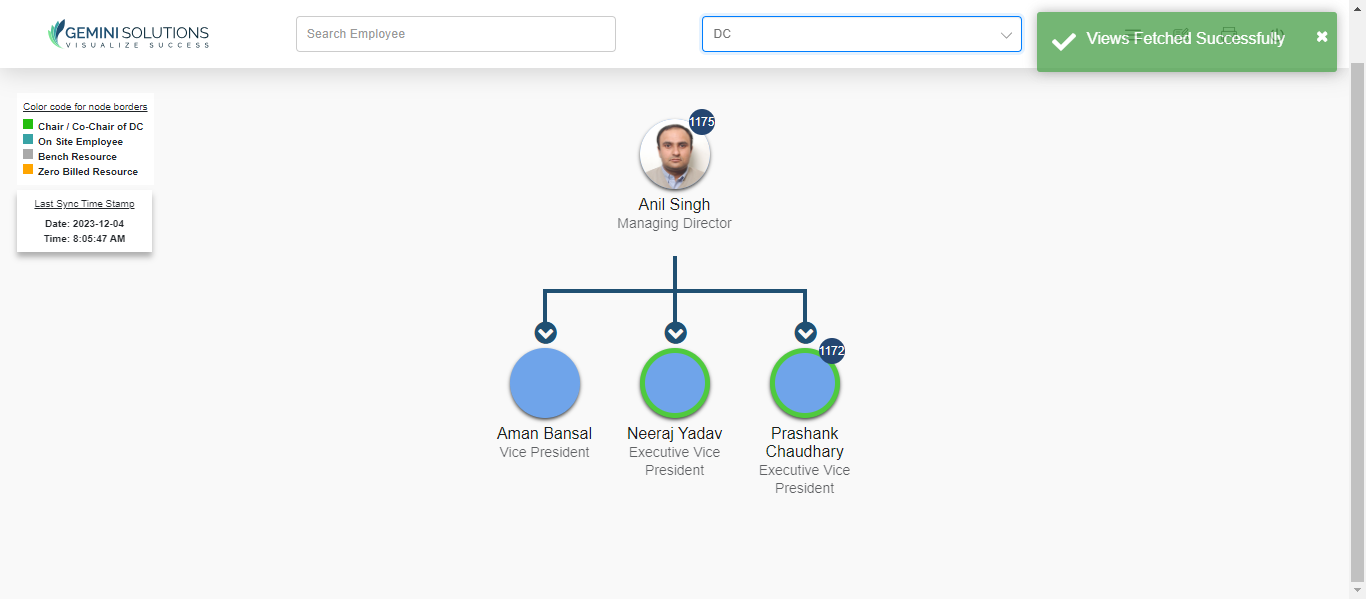 GEMINI SOLUTIONS
VISUALIZE SUCCESS
Search Employee
DC
Views Fetched Successfully
Color code for node borders
Chair / Co-Chair of DC
On Site Employee
Bench Resource
Zero Billed Resource
Last Sync Time Stamp
Date: 2023-12-04
Time: 8:05:47 AM
1175
Anil Singh
Managing Director
Aman Bansal
Vice President
Neeraj Yadav
Executive Vice
President
1172
Prashank
Chaudhary
Executive Vice
President